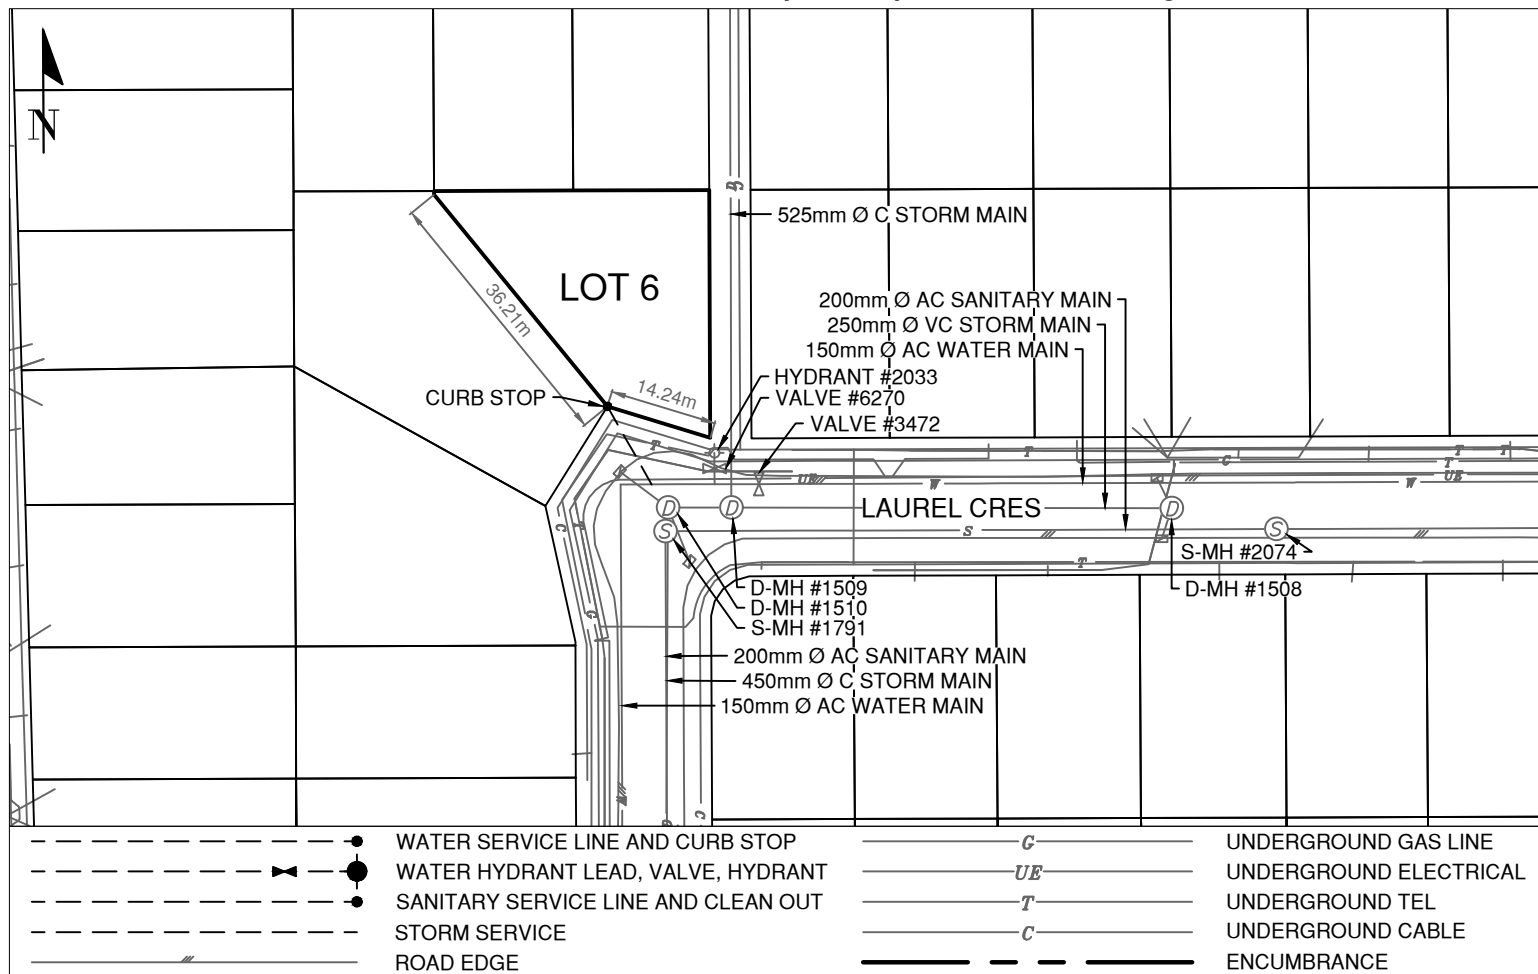 N
G
525mm Ø C STORM MAIN
LOT 6
36.21m
200mm Ø AC SANITARY MAIN
250mm Ø VC STORM MAIN
150mm Ø AC WATER MAIN
HYDRANT #2033
14.24m
CURB STOP
VALVE #6270
VALVE #3472
T
T
T
T
G
T
UE
W
W
UE
D
D
LAUREL CRES
D
C
S
S
S
S-MH #2074
T
D-MH #1509
D-MH #1508
D-MH #1510
G
S-MH #1791
200mm Ø AC SANITARY MAIN
450mm Ø C STORM MAIN
150mm Ø AC WATER MAIN
W
C
WATER SERVICE LINE AND CURB STOP
G
UNDERGROUND GAS LINE
WATER HYDRANT LEAD, VALVE, HYDRANT
UE
UNDERGROUND ELECTRICAL
SANITARY SERVICE LINE AND CLEAN OUT
T
UNDERGROUND TEL
STORM SERVICE
C
UNDERGROUND CABLE
ROAD EDGE
ENCUMBRANCE